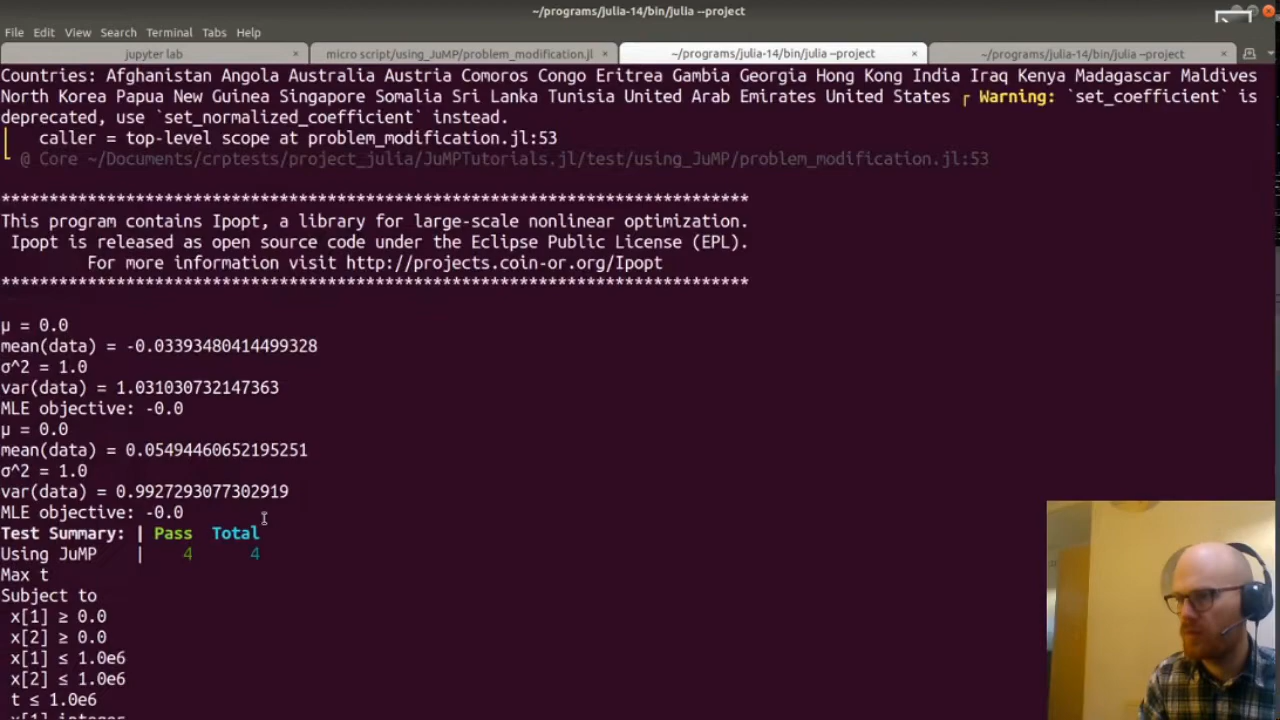 ~/programs/julia-14/bin/julia --project
File Edit View Search Terminal Tabs Help
jupyter lab × micro script/using_JuMP/problem_modification.jl × ~/programs/julia-14/bin/julia --project × ~/programs/julia-14/bin/julia --project ×
Countries: Afghanistan Angola Australia Austria Comoros Congo Eritrea Gambia Georgia Hong Kong India Iraq Kenya Madagascar Maldives
North Korea Papua New Guinea Singapore Somalia Sri Lanka Tunisia United Arab Emirates United States ┌ Warning: `set_coefficient` is
deprecated, use `set_normalized_coefficient` instead.
│   caller = top-level scope at problem_modification.jl:53
└ @ Core ~/Documents/crptests/project_julia/JuMPTutorials.jl/test/using_JuMP/problem_modification.jl:53
******************************************************************************
This program contains Ipopt, a library for large-scale nonlinear optimization.
Ipopt is released as open source code under the Eclipse Public License (EPL).
For more information visit http://projects.coin-or.org/Ipopt
******************************************************************************
μ = 0.0
mean(data) = -0.03393480414499328
σ^2 = 1.0
var(data) = 1.031030732147363
MLE objective: -0.0
μ = 0.0
mean(data) = 0.05494460652195251
σ^2 = 1.0
var(data) = 0.9927293077302919
MLE objective: -0.0
Test Summary: | Pass Total
Using JuMP | 4 4
Max t
Subject to
x[1] ≥ 0.0
x[2] ≥ 0.0
x[1] ≤ 1.0e6
x[2] ≤ 1.0e6
t ≤ 1.0e6
x[1] integer